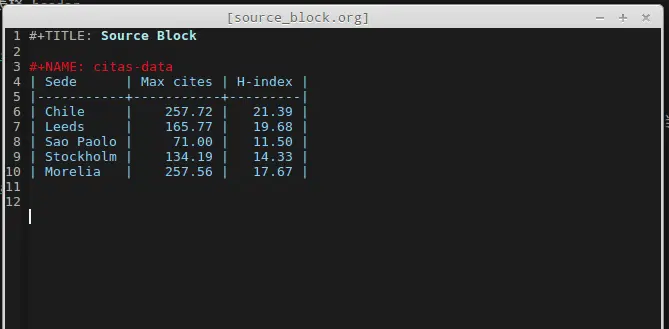 [source_block.org]
1 #+TITLE: Source Block
2
3 #+NAME: citas-data
4 | Sede       | Max cites | H-index |
5 |-----------+-----------+---------|
6 | Chile     |    257.72 |   21.39 |
7 | Leeds     |    165.77 |   19.68 |
8 | Sao Paolo |     71.00 |   11.50 |
9 | Stockholm |    134.19 |   14.33 |
10 | Morelia   |    257.56 |   17.67 |
11
12